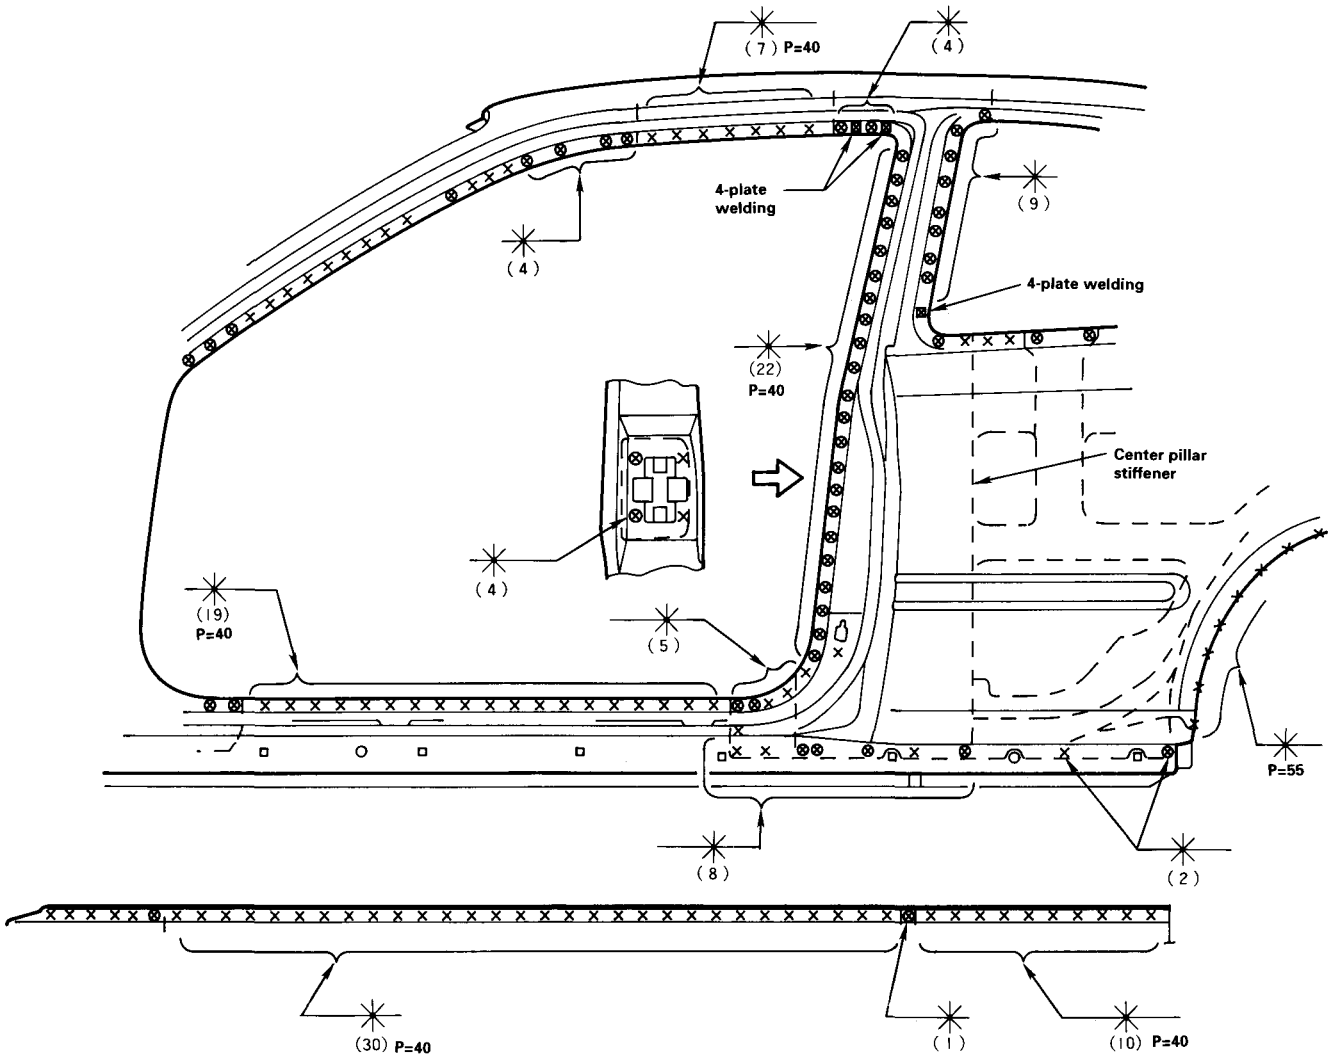 (7) P=40
(4)
4-plate
welding
(9)
(4)
4-plate welding
(22)
P=40
Center pillar
stiffener
(4)
(19)
P=40
(5)
P=55
(8)
(2)
(30) P=40
(1)
(10) P=40